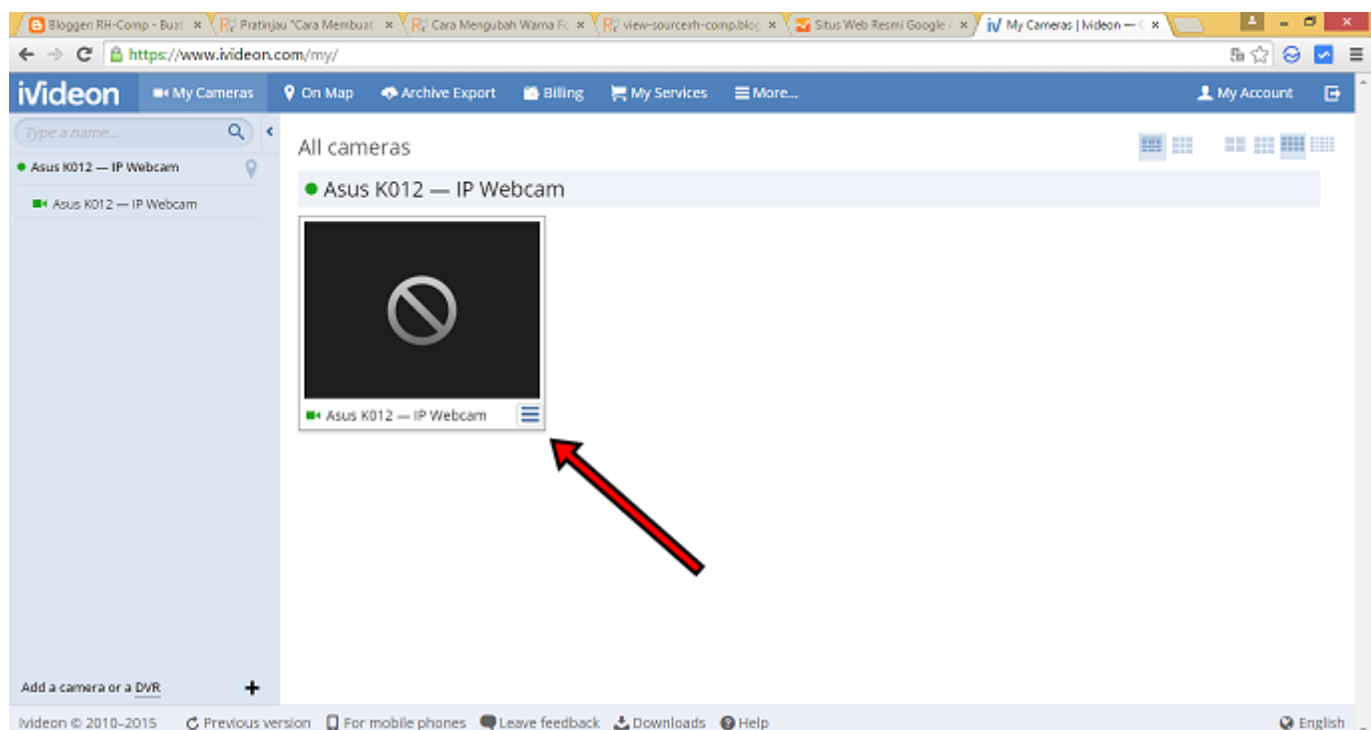 Blogger: RH-Comp - Buat
Pratinjau "Cara Membuat
Cara Mengubah Warna Fo
view-source:rh-comp.blog
Situs Web Resmi Google
My Cameras | Ivideon —
https://www.ivideon.com/my/
iVideon My Cameras On Map Archive Export Billing My Services More... My Account
Type a name...
Asus K012 — IP Webcam
Asus K012 — IP Webcam
All cameras
Asus K012 — IP Webcam
Asus K012 — IP Webcam
Add a camera or a DVR
Ivideon © 2010–2015 Previous version For mobile phones Leave feedback Downloads Help English